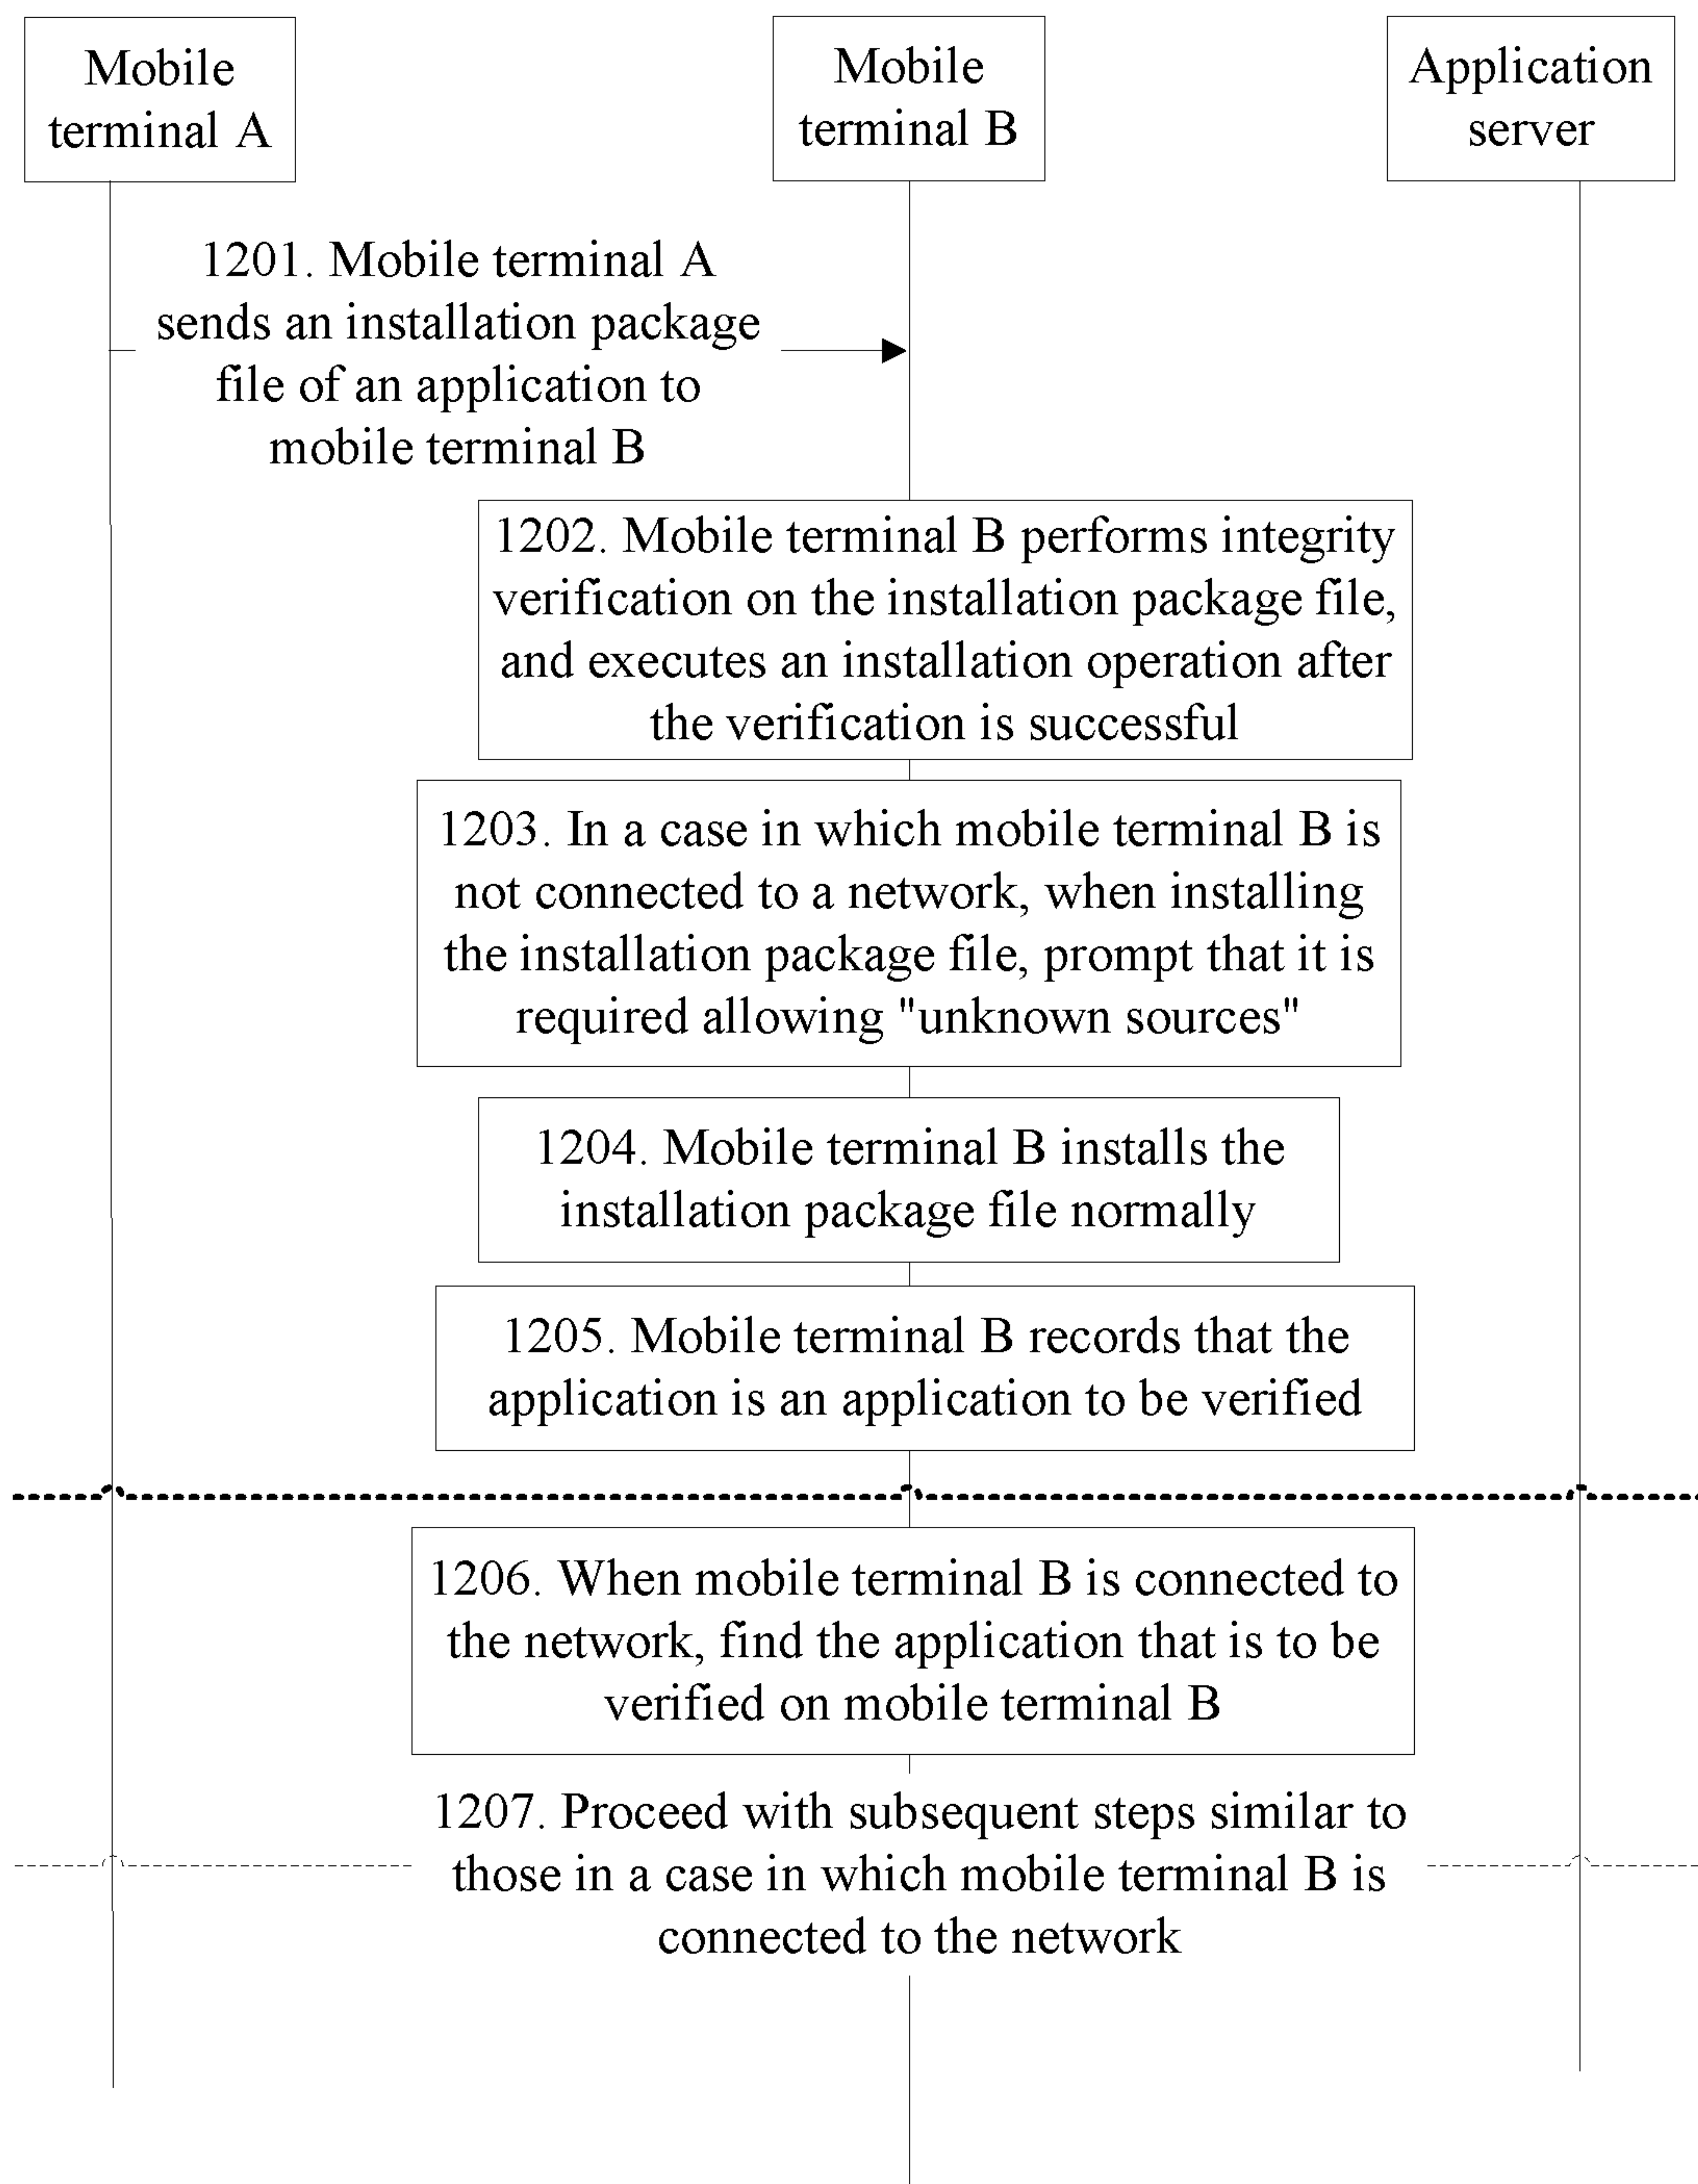 Mobile
terminal A
Mobile
terminal B
Application
server
1201. Mobile terminal A
sends an installation package
file of an application to
mobile terminal B
1202. Mobile terminal B performs integrity
verification on the installation package file,
and executes an installation operation after
the verification is successful
1203. In a case in which mobile terminal B is
not connected to a network, when installing
the installation package file, prompt that it is
required allowing "unknown sources"
1204. Mobile terminal B installs the
installation package file normally
1205. Mobile terminal B records that the
application is an application to be verified
1206. When mobile terminal B is connected to
the network, find the application that is to be
verified on mobile terminal B
1207. Proceed with subsequent steps similar to
those in a case in which mobile terminal B is
connected to the network